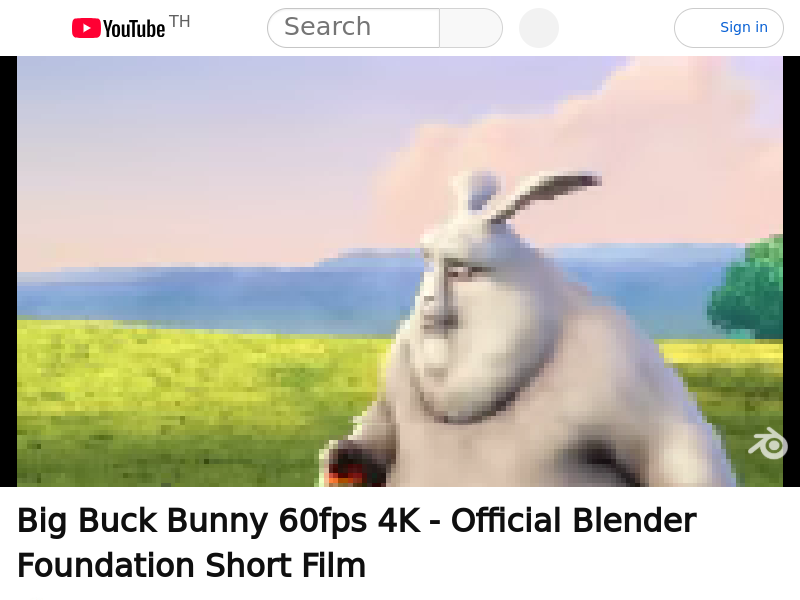 YouTube TH
Search
Sign in
Big Buck Bunny 60fps 4K - Official Blender
Foundation Short Film